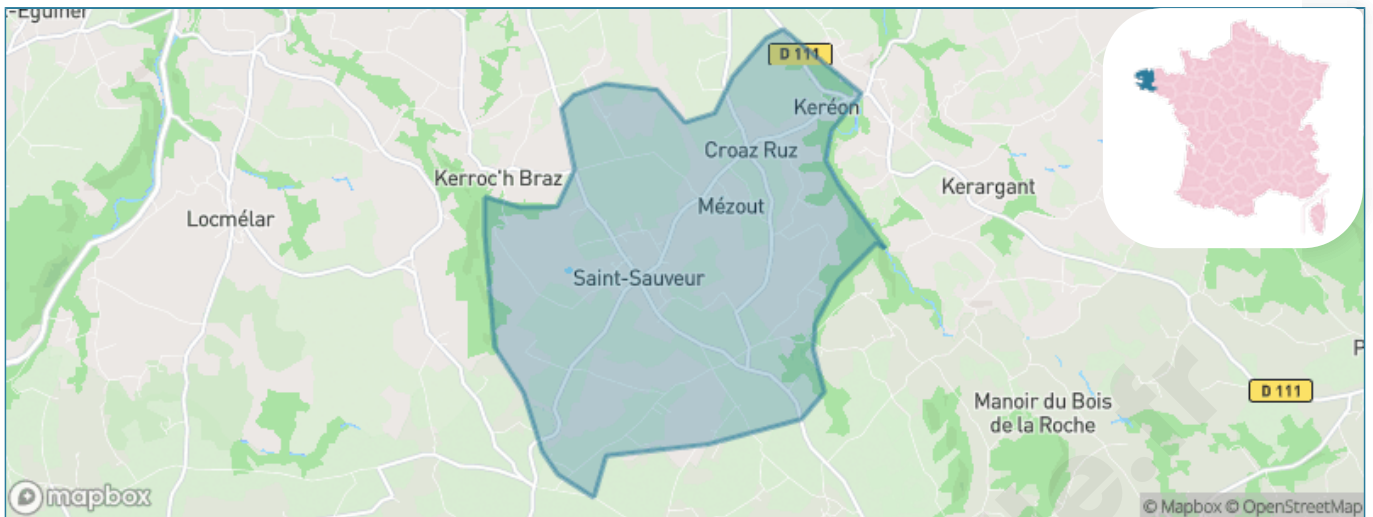 -Éguiner
D 111
Keréon
Croaz Ruz
Kerroc'h Braz
Kerargant
Mézout
Locmélar
Saint-Sauveur
D 111
Manoir du Bois
de la Roche
mapbox
© Mapbox © OpenStreetMap